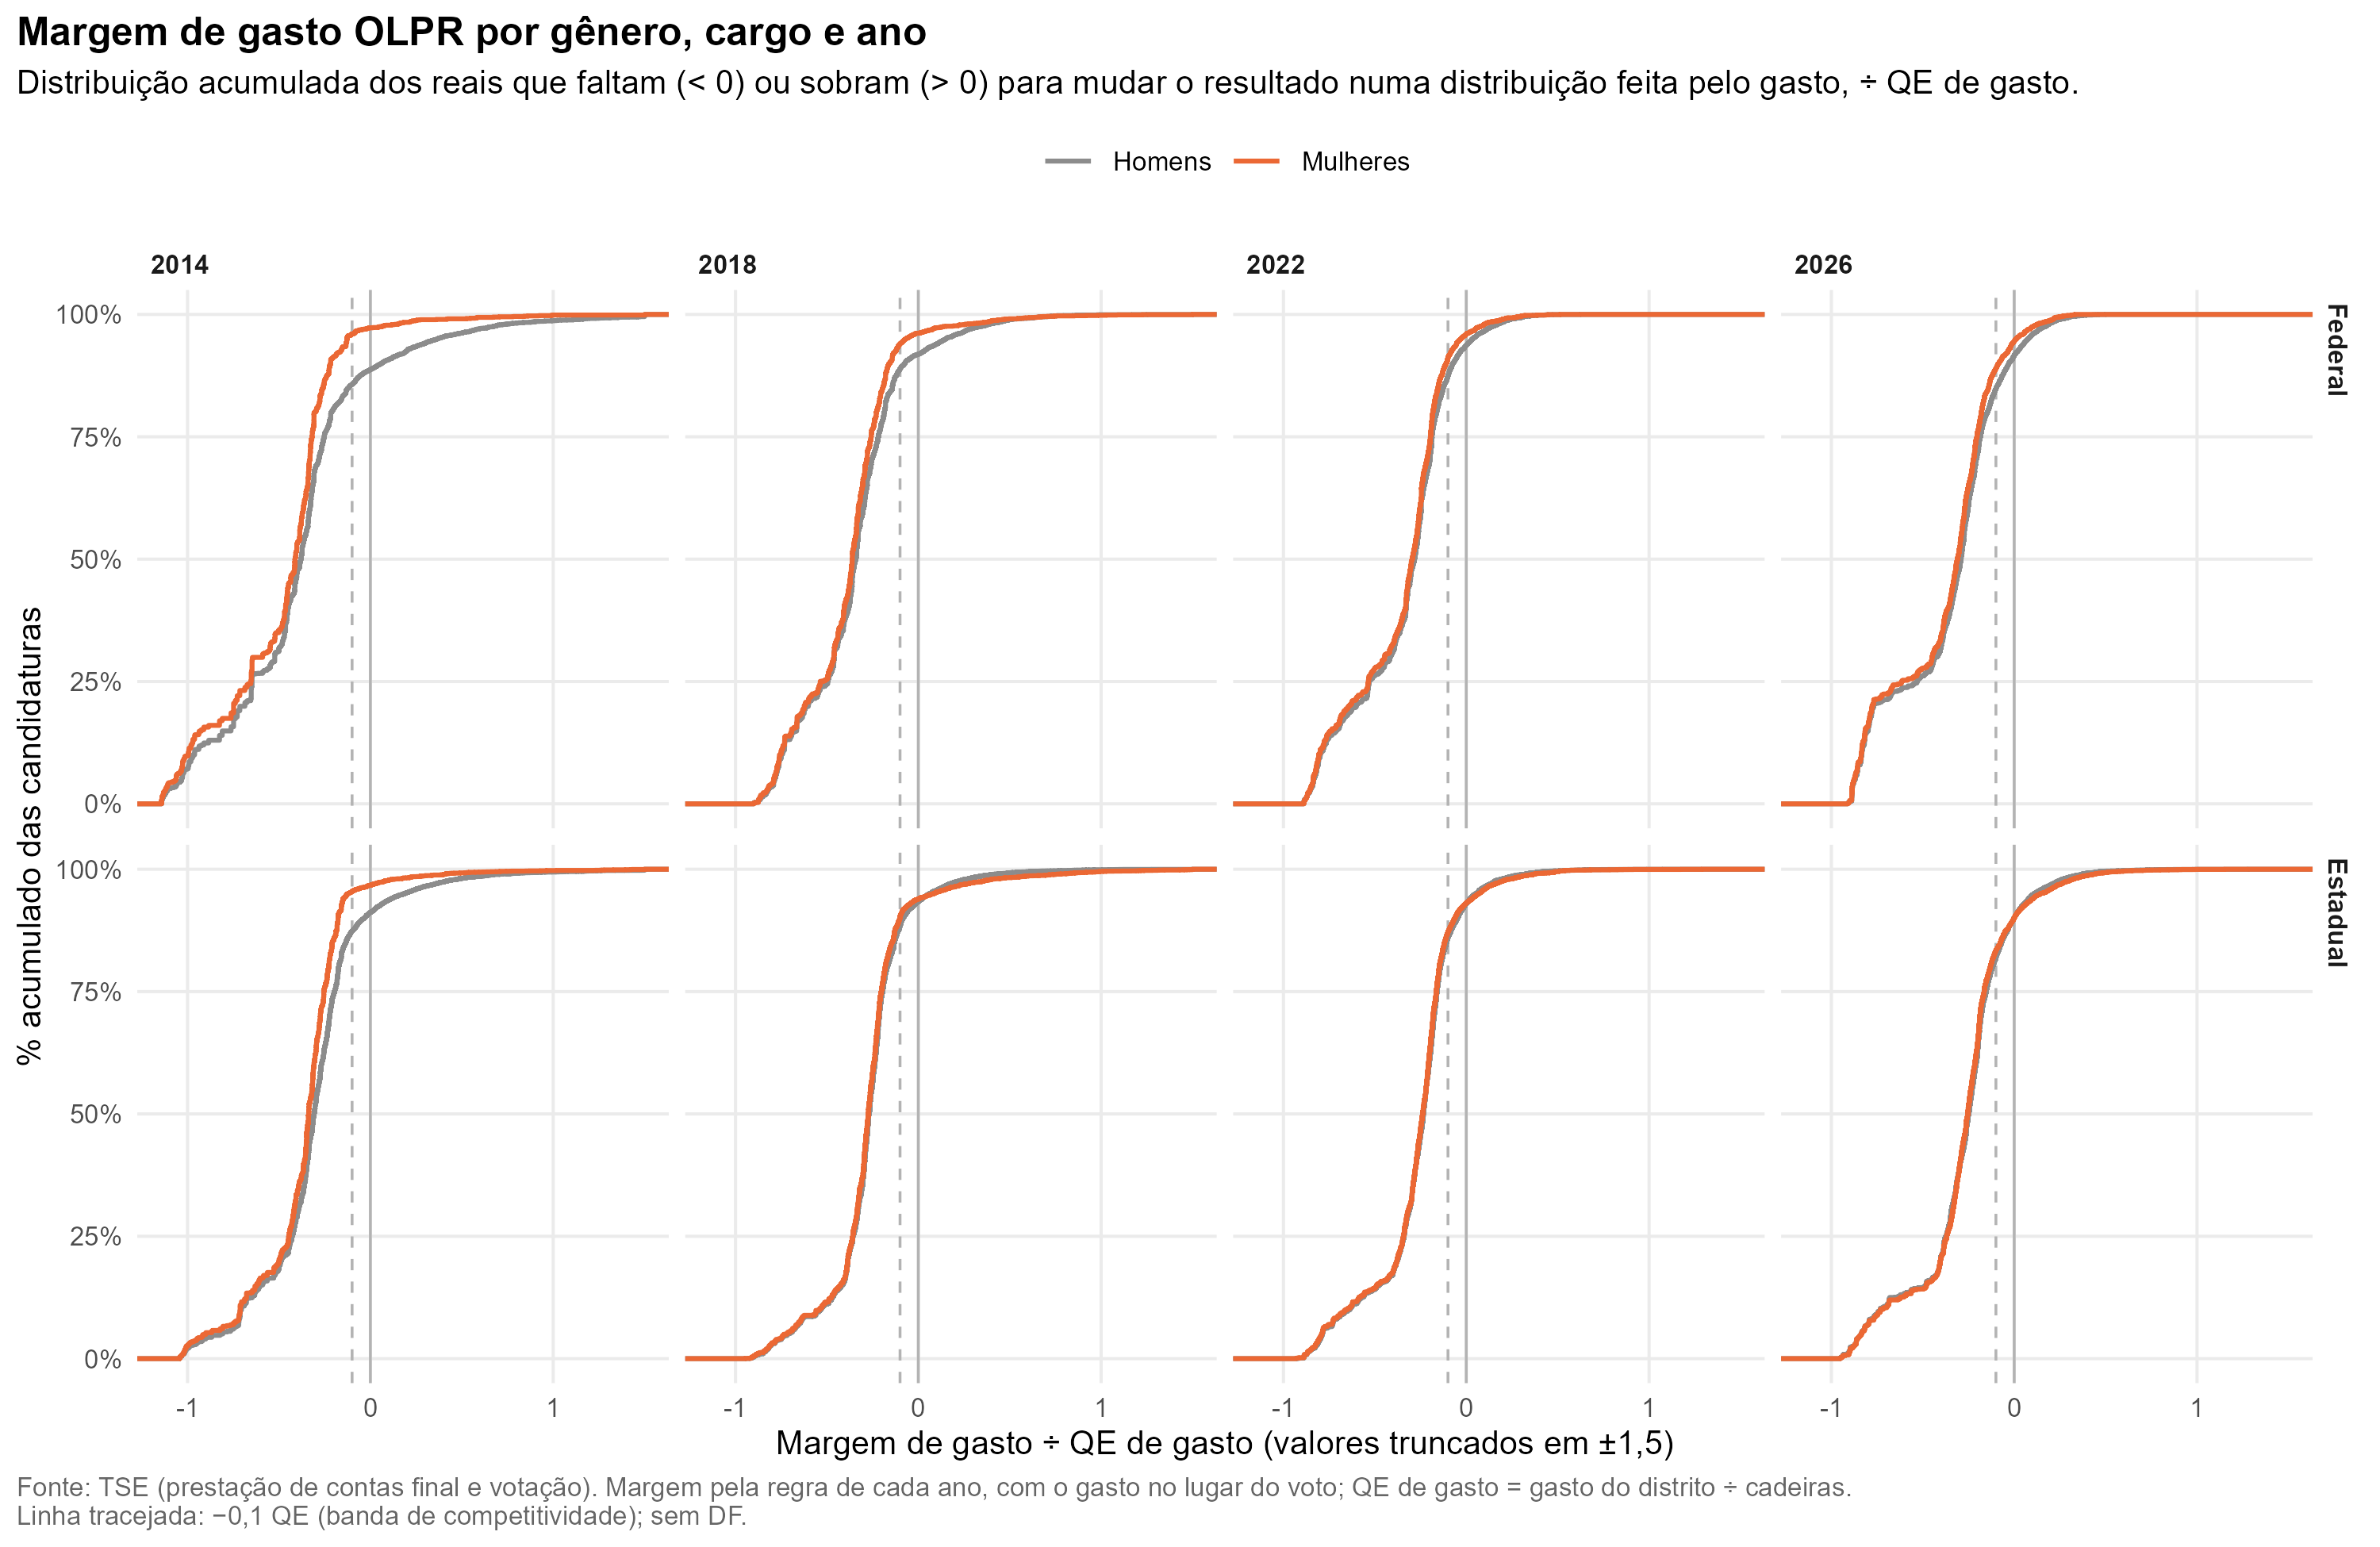 Margem de gasto OLPR por gênero, cargo e ano
Distribuição acumulada dos reais que faltam (< 0) ou sobram (> 0) para mudar o resultado numa distribuição feita pelo gasto, ÷ QE de gasto.
Homens Mulheres
2014 2018 2022 2026
100%
75%
50%
25%
0%
Federal
100%
75%
50%
25%
0%
Estadual
% acumulado das candidaturas
-1 0 1 -1 0 1 -1 0 1 -1 0 1
Margem de gasto ÷ QE de gasto (valores truncados em ±1,5)
Fonte: TSE (prestação de contas final e votação). Margem pela regra de cada ano, com o gasto no lugar do voto; QE de gasto = gasto do distrito ÷ cadeiras.
Linha tracejada: −0,1 QE (banda de competitividade); sem DF.